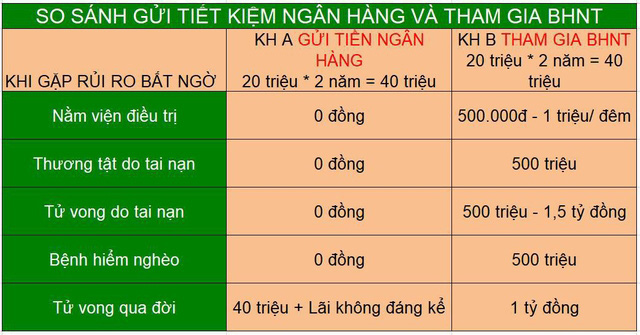 SO SÁNH GỬI TIẾT KIỆM NGÂN HÀNG VÀ THAM GIA BHNT
KHI GẶP RỦI RO BẤT NGỜ
KH A GỬI TIỀN NGÂN
HÀNG
20 triệu * 2 năm = 40 triệu
KH B THAM GIA BHNT
20 triệu * 2 năm = 40
triệu
Nằm viện điều trị
0 đồng
500.000đ - 1 triệu/ đêm
Thương tật do tai nạn
0 đồng
500 triệu
Tử vong do tai nạn
0 đồng
500 triệu - 1,5 tỷ đồng
Bệnh hiểm nghèo
0 đồng
500 triệu
Tử vong qua đời
40 triệu + Lãi không đáng kể
1 tỷ đồng